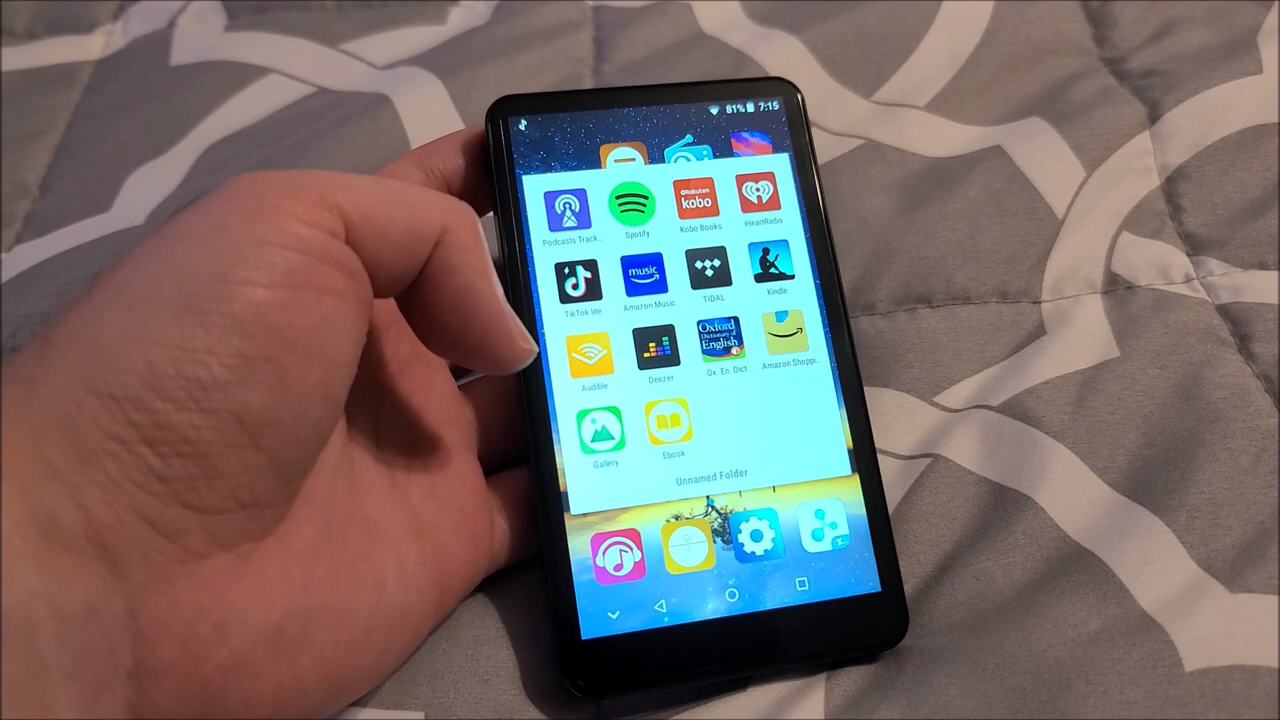 81% 7:15
Rakuten
kobo
Podcasts Track..
Spotify
Kobo Books
iHeartRadio
music
TikTok lite
Amazon Music
TIDAL
Kindle
Oxford
Dictionary of
English
Audible
Deezer
Ox. En. Dict
Amazon Shoppi..
Gallery
Ebook
Unnamed Folder